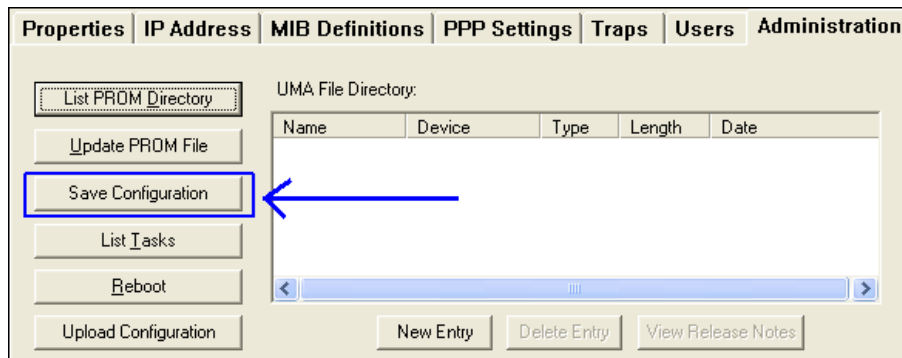 Properties IP Address MIB Definitions PPP Settings Traps Users Administration
List PROM Directory
Update PROM File
Save Configuration
List Tasks
Reboot
Upload Configuration
UMA File Directory:
Name Device Type Length Date
New Entry Delete Entry View Release Notes